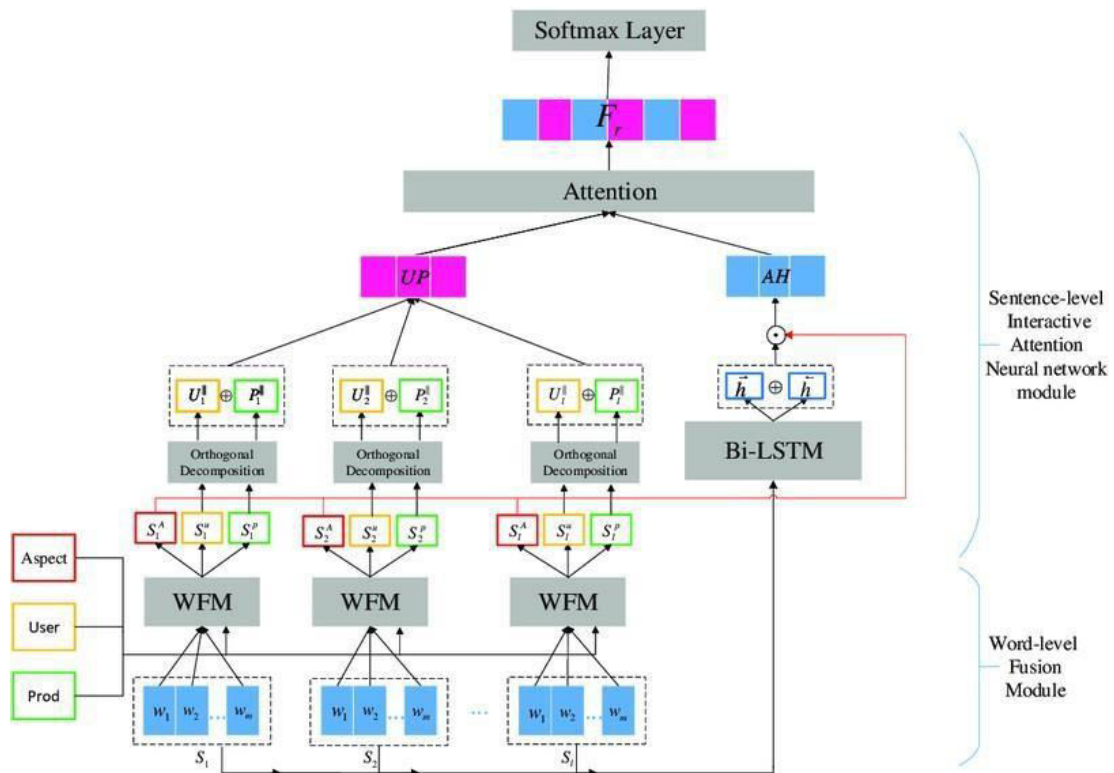 Softmax Layer
F_r
Attention
UP
AH
Sentence-level
Interactive
Attention
Neural network
module
U_1^∥ ⊕ P_1^∥
U_2^∥ ⊕ P_2^∥
U_l^∥ ⊕ P_l^∥
h→ ⊕ h←
Orthogonal
Decomposition
Orthogonal
Decomposition
Orthogonal
Decomposition
Bi-LSTM
S_1^A S_1^u S_1^p
S_2^A S_2^u S_2^p
S_l^A S_l^u S_l^p
Aspect
User
Prod
WFM
WFM
WFM
Word-level
Fusion
Module
w_1 w_2 ... w_m
w_1 w_2 ... w_m
...
w_1 w_2 ... w_m
S_1
S_2
S_l